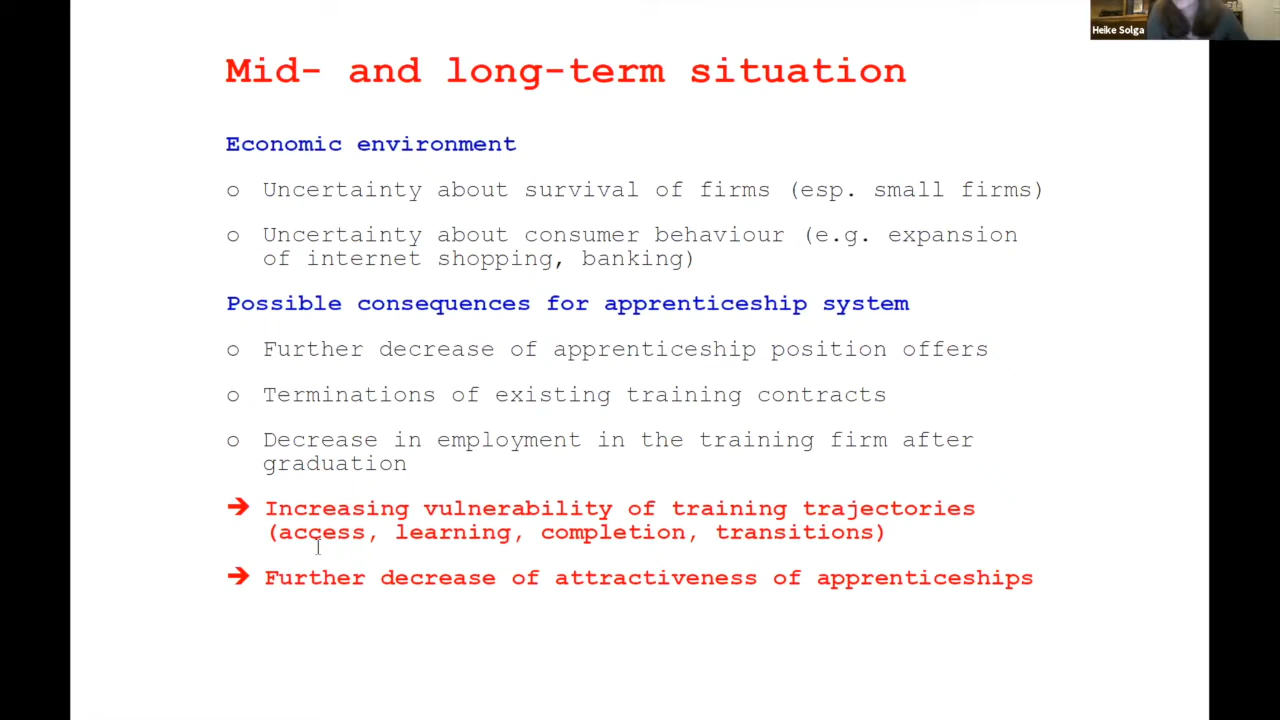 Heike Solga
Mid- and long-term situation
Economic environment
o Uncertainty about survival of firms (esp. small firms)
o Uncertainty about consumer behaviour (e.g. expansion
of internet shopping, banking)
Possible consequences for apprenticeship system
o Further decrease of apprenticeship position offers
o Terminations of existing training contracts
o Decrease in employment in the training firm after
graduation
➔ Increasing vulnerability of training trajectories
(access, learning, completion, transitions)
➔ Further decrease of attractiveness of apprenticeships